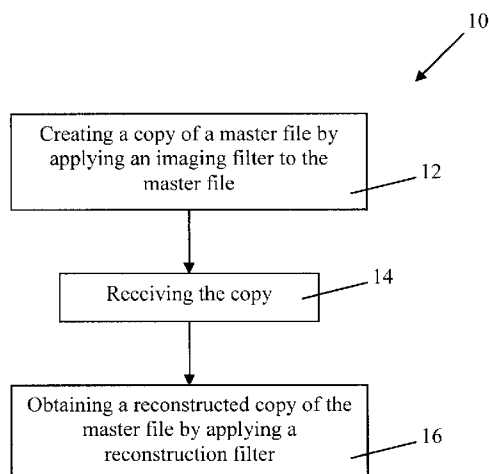 10
Creating a copy of a master file by
applying an imaging filter to the
master file
12
Receiving the copy
14
Obtaining a reconstructed copy of the
master file by applying a
reconstruction filter
16